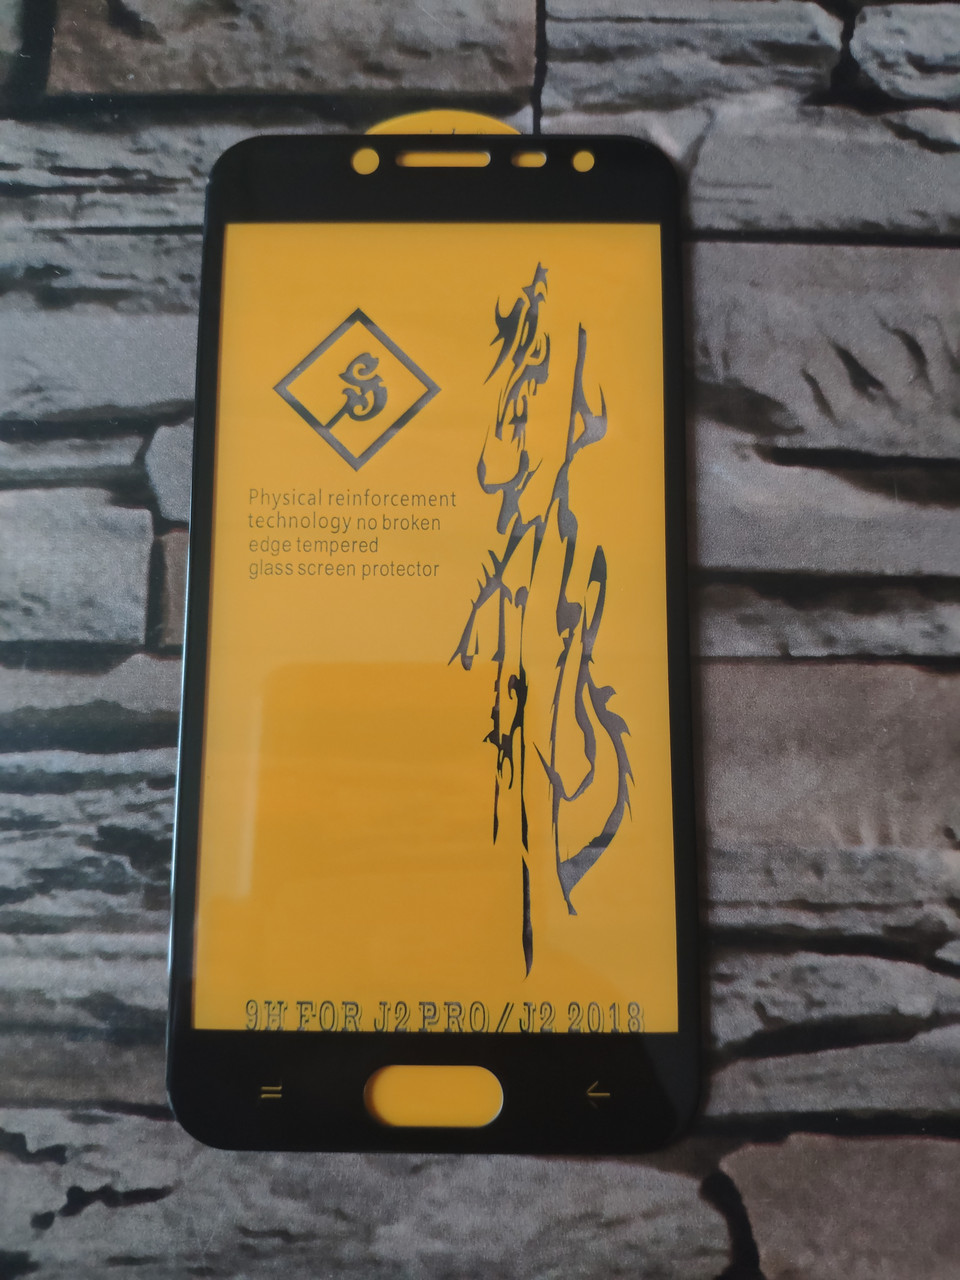 S
Physical reinforcement
technology no broken
edge tempered
glass screen protector
9H FOR J2 PRO/J2 2018